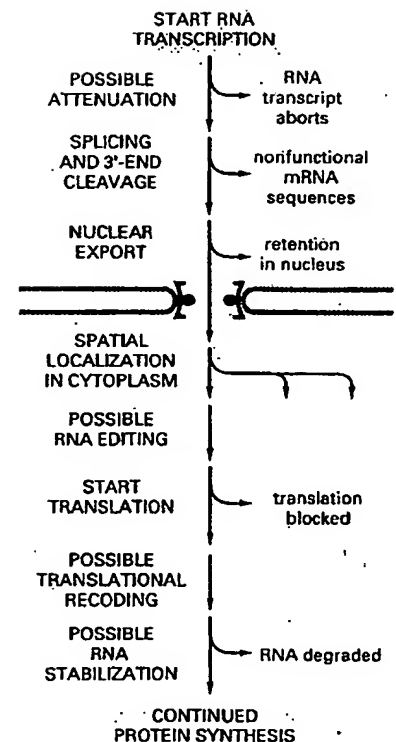 START RNA
TRANSCRIPTION
POSSIBLE
ATTENUATION
RNA
transcript
aborts
SPLICING
AND 3'-END
CLEAVAGE
nonfunctional
mRNA
sequences
NUCLEAR
EXPORT
retention
in nucleus
SPATIAL
LOCALIZATION
IN CYTOPLASM
POSSIBLE
RNA EDITING
START
TRANSLATION
translation
blocked
POSSIBLE
TRANSLATIONAL
RECODING
POSSIBLE
RNA
STABILIZATION
RNA degraded
CONTINUED
PROTEIN SYNTHESIS